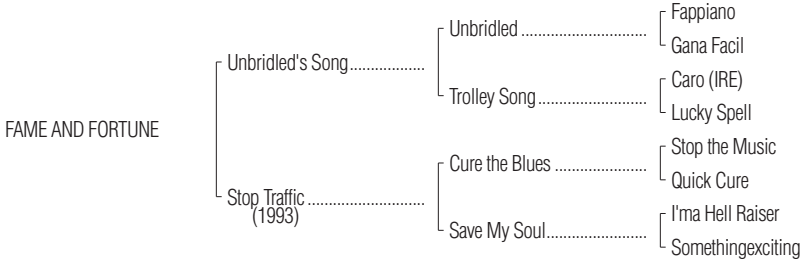 Fappiano
Unbridled ..............................
Gana Facil
Unbridled's Song..................
Caro (IRE)
Trolley Song..........................
Lucky Spell
FAME AND FORTUNE
Stop the Music
Cure the Blues ......................
Quick Cure
Stop Traffic ............................
(1993)
I'ma Hell Raiser
Save My Soul........................
Somethingexciting